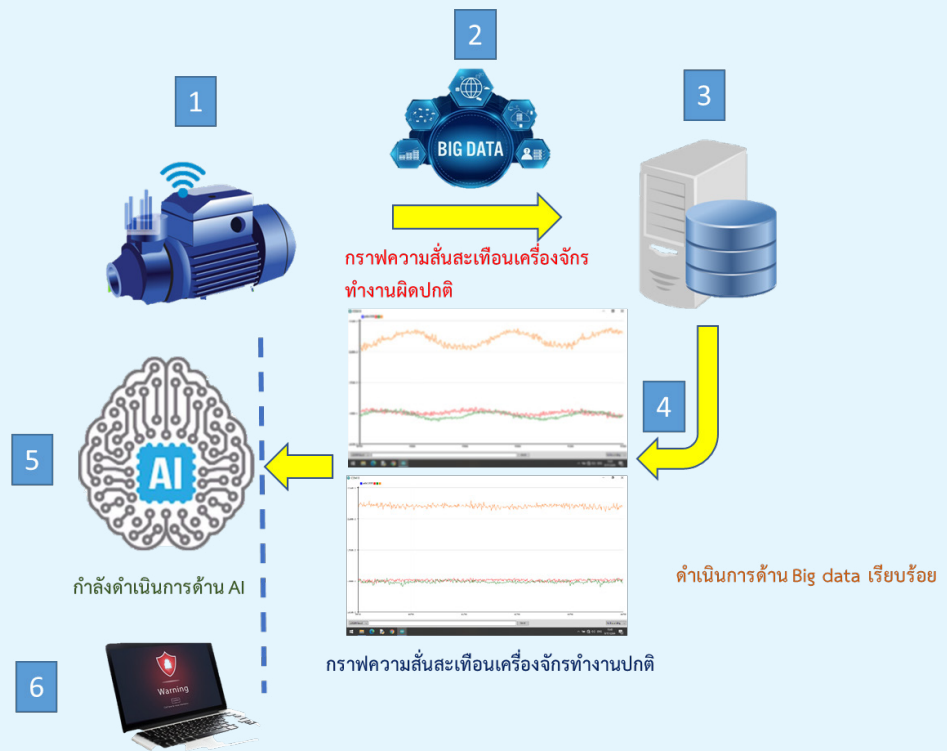 1
2
3
BIG DATA
กราฟความสั่นสะเทือนเครื่องจักร
ทำงานผิดปกติ
4
5
AI
กำลังดำเนินการด้าน AI
ดำเนินการด้าน Big data เรียบร้อย
กราฟความสั่นสะเทือนเครื่องจักรทำงานปกติ
6
Warning